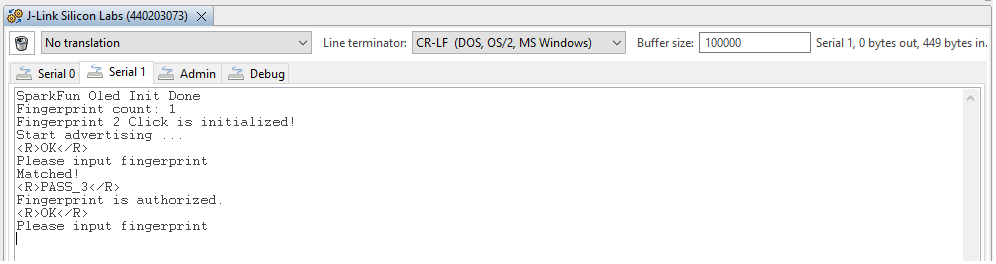 J-Link Silicon Labs (440203073)
No translation Line terminator: CR-LF (DOS, OS/2, MS Windows) Buffer size: 100000 Serial 1, 0 bytes out, 449 bytes in.
Serial 0 Serial 1 Admin Debug
SparkFun Oled Init Done
Fingerprint count: 1
Fingerprint 2 Click is initialized!
Start advertising ...
<R>OK</R>
Please input fingerprint
Matched!
<R>PASS_3</R>
Fingerprint is authorized.
<R>OK</R>
Please input fingerprint